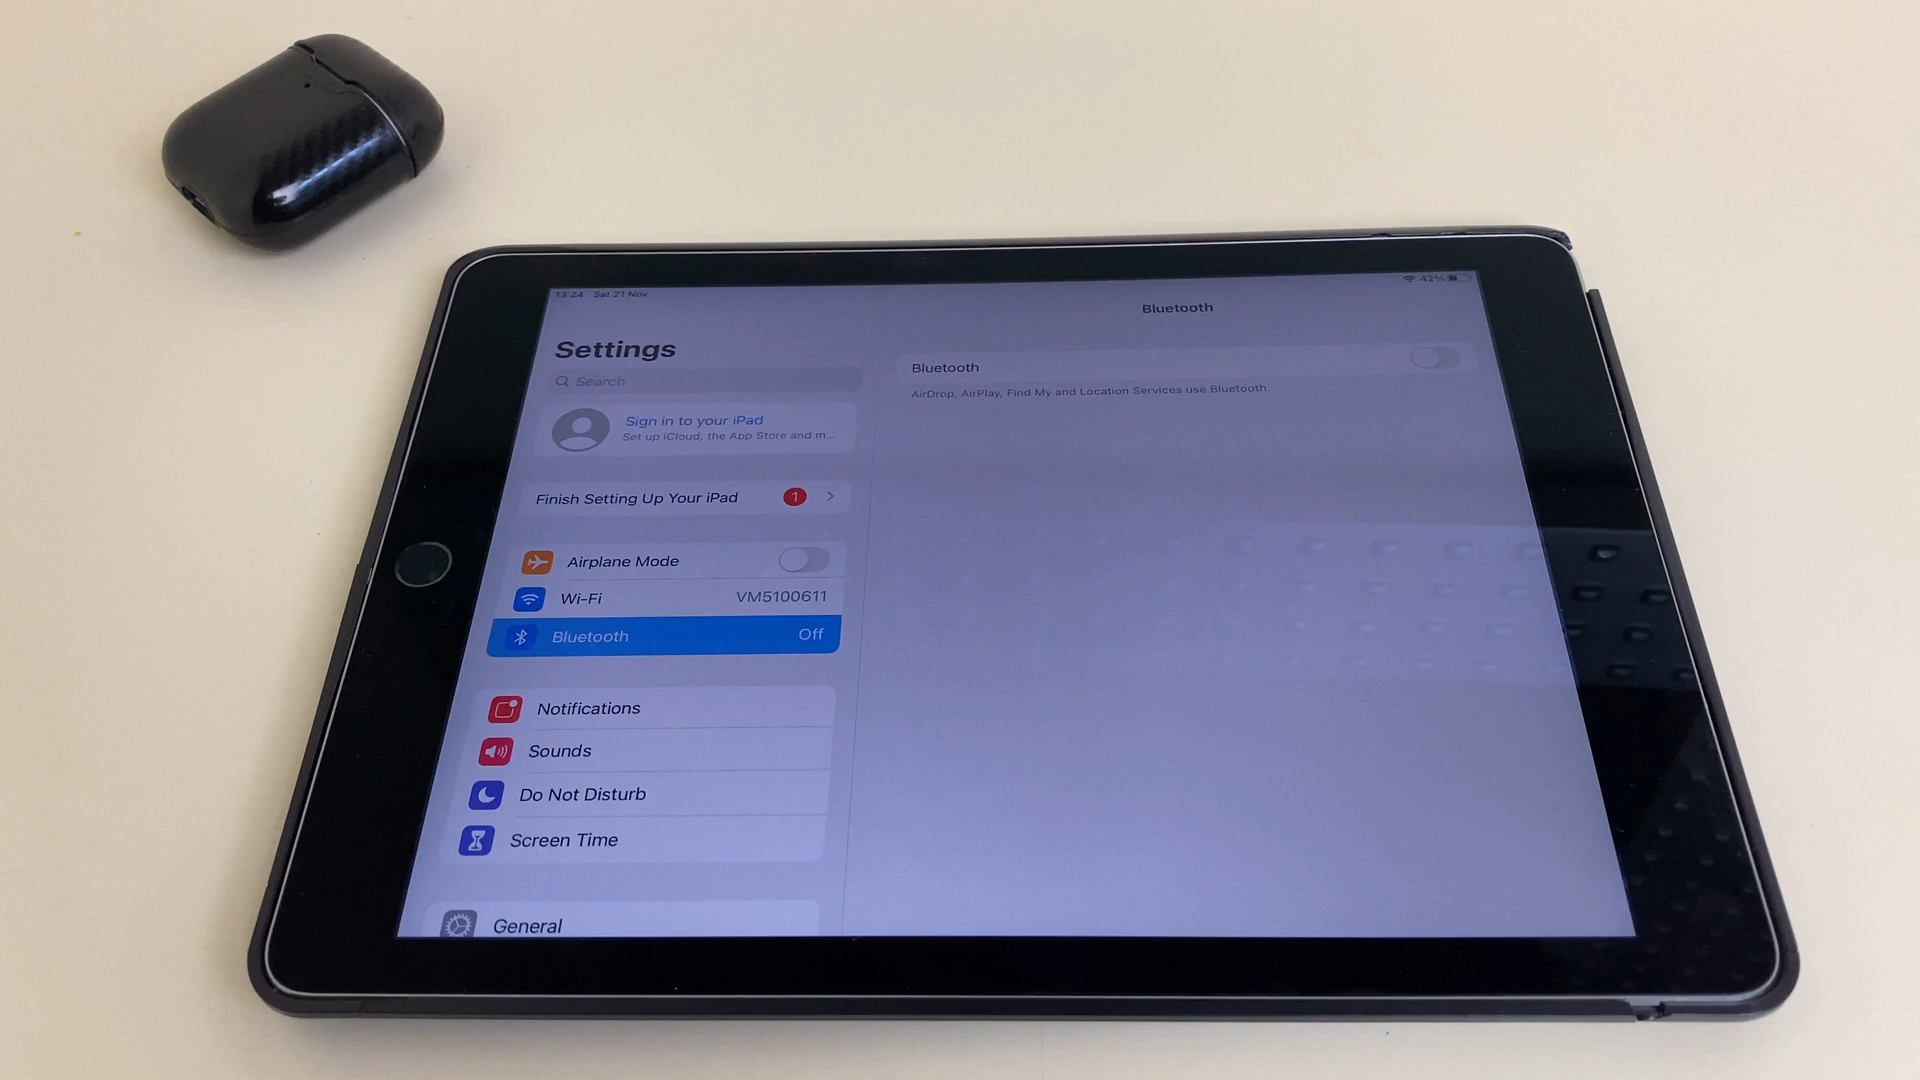 13:24 Sat 21 Nov
42%
Settings
Search
Sign in to your iPad
Set up iCloud, the App Store and m...
Finish Setting Up Your iPad 1
Airplane Mode
Wi-Fi VM5100611
Bluetooth Off
Notifications
Sounds
Do Not Disturb
Screen Time
General
Bluetooth
Bluetooth
AirDrop, AirPlay, Find My and Location Services use Bluetooth.